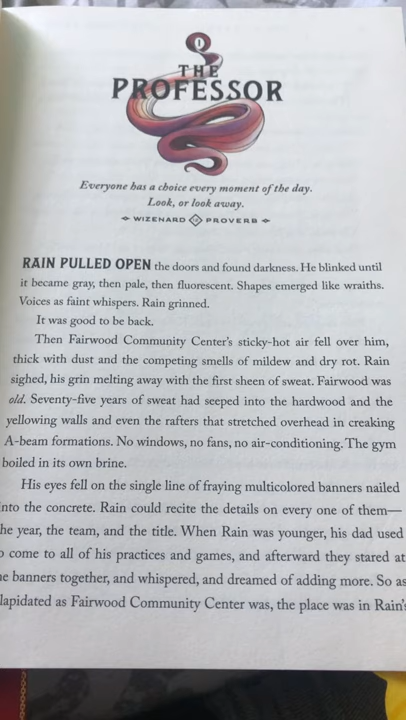 1
THE
PROFESSOR
Everyone has a choice every moment of the day.
Look, or look away.
WIZENARD PROVERB
RAIN PULLED OPEN the doors and found darkness. He blinked until
it became gray, then pale, then fluorescent. Shapes emerged like wraiths.
Voices as faint whispers. Rain grinned.
It was good to be back.
Then Fairwood Community Center's sticky-hot air fell over him,
thick with dust and the competing smells of mildew and dry rot. Rain
sighed, his grin melting away with the first sheen of sweat. Fairwood was
old. Seventy-five years of sweat had seeped into the hardwood and the
yellowing walls and even the rafters that stretched overhead in creaking
A-beam formations. No windows, no fans, no air-conditioning. The gym
boiled in its own brine.
His eyes fell on the single line of fraying multicolored banners nailed
nto the concrete. Rain could recite the details on every one of them—
he year, the team, and the title. When Rain was younger, his dad used
o come to all of his practices and games, and afterward they stared at
e banners together, and whispered, and dreamed of adding more. So as
lapidated as Fairwood Community Center was, the place was in Rain's